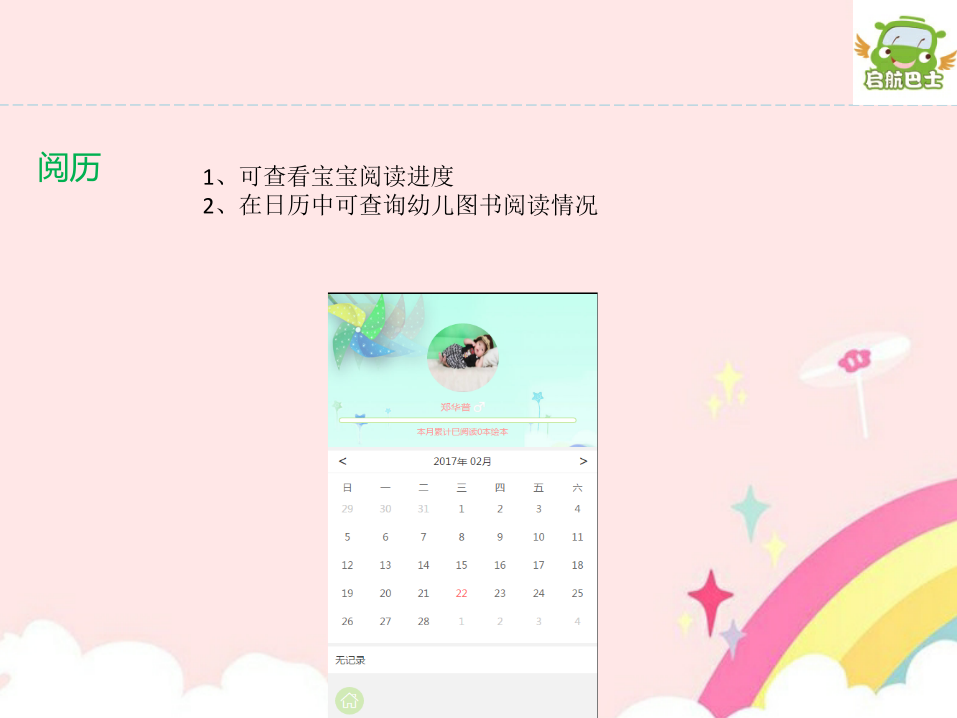 启航巴士
阅历
1、可查看宝宝阅读进度
2、在日历中可查询幼儿图书阅读情况
邓华普
本月累计已阅读0本绘本
< 2017年 02月 >
日 一 二 三 四 五 六
29 30 31 1 2 3 4
5 6 7 8 9 10 11
12 13 14 15 16 17 18
19 20 21 22 23 24 25
26 27 28 1 2 3 4
无记录